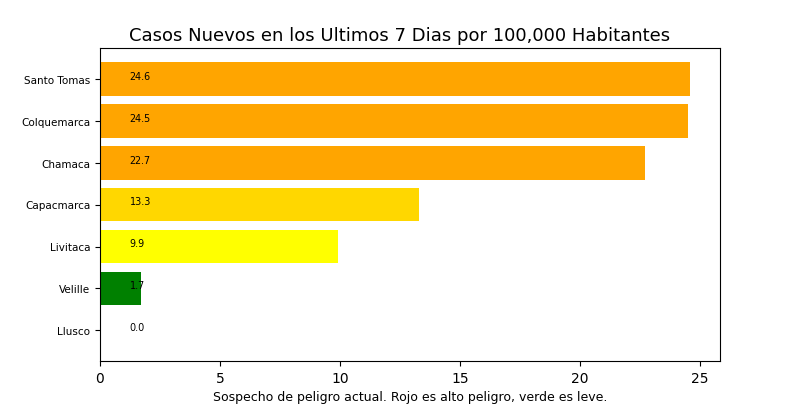 Casos Nuevos en los Ultimos 7 Dias por 100,000 Habitantes
Santo Tomas 24.6
Colquemarca 24.5
Chamaca 22.7
Capacmarca 13.3
Livitaca 9.9
Velille 1.7
Llusco 0.0
0 5 10 15 20 25
Sospecho de peligro actual. Rojo es alto peligro, verde es leve.